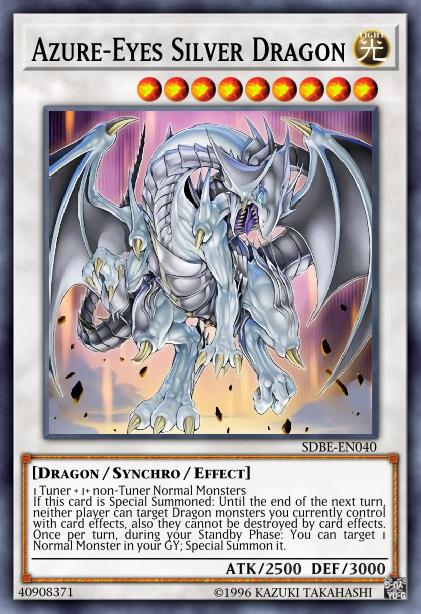 AZURE-EYES SILVER DRAGON
LIGHT
光
SDBE-EN040
[DRAGON / SYNCHRO / EFFECT]
1 Tuner + 1+ non-Tuner Normal Monsters
If this card is Special Summoned: Until the end of the next turn,
neither player can target Dragon monsters you currently control
with card effects, also they cannot be destroyed by card effects.
Once per turn, during your Standby Phase: You can target 1
Normal Monster in your GY; Special Summon it.
ATK/2500 DEF/3000
40908371
©1996 KAZUKI TAKAHASHI